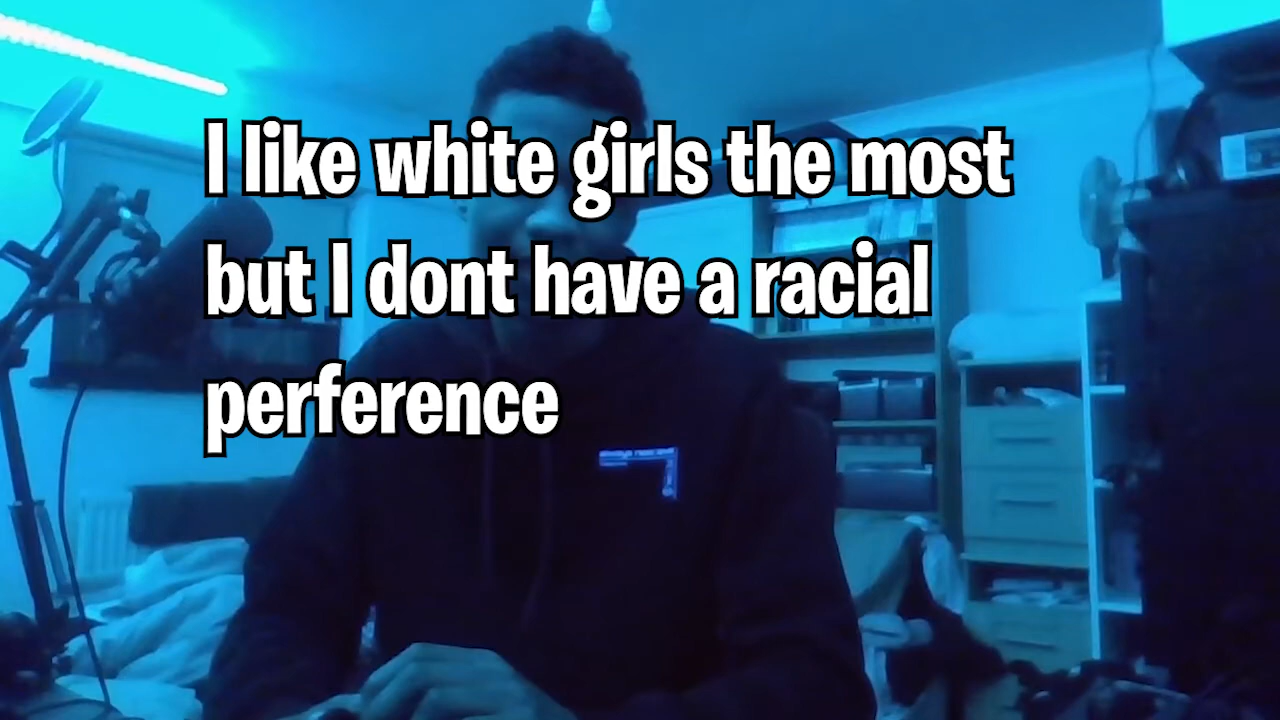 I like white girls the most
but I dont have a racial
perference